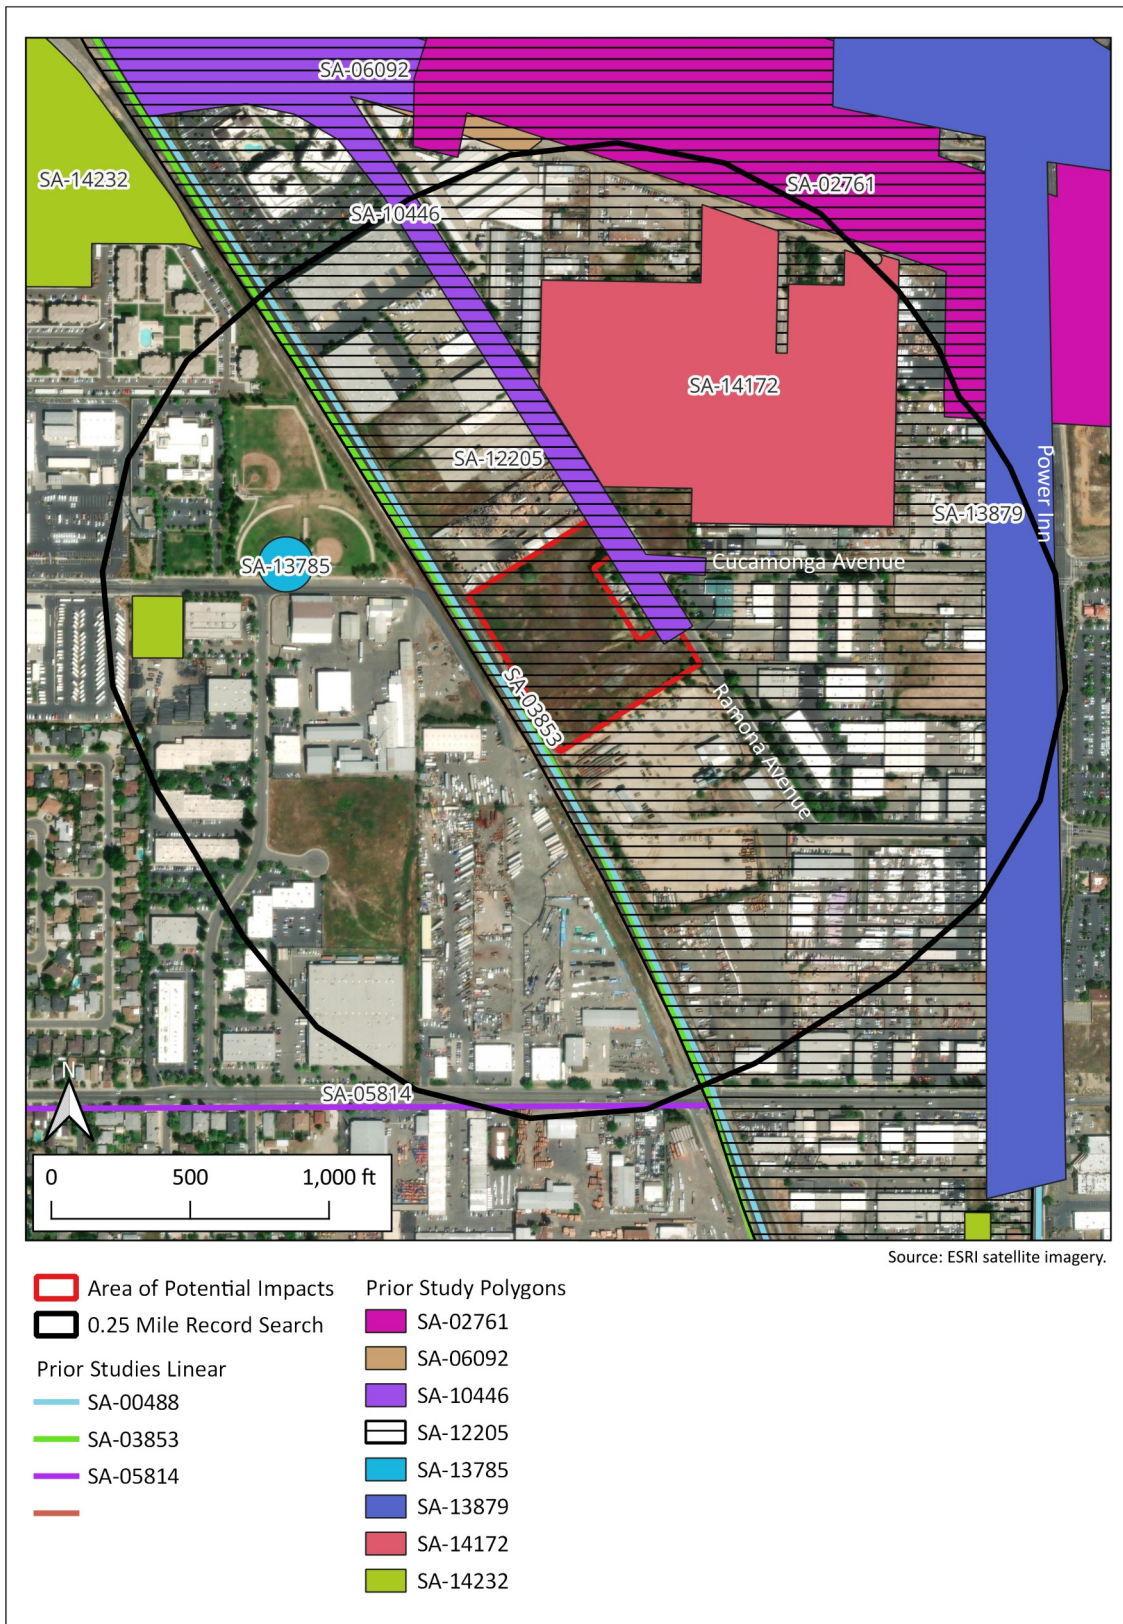 SA-06092
SA-14232
SA-02761
SA-10446
SA-14172
SA-12205
Power Inn
SA-13879
Cucamonga Avenue
SA-13785
SA-03853
Ramona Avenue
SA-05814
N
0 500 1,000 ft
Source: ESRI satellite imagery.
Area of Potential Impacts
0.25 Mile Record Search
Prior Studies Linear
SA-00488
SA-03853
SA-05814
Prior Study Polygons
SA-02761
SA-06092
SA-10446
SA-12205
SA-13785
SA-13879
SA-14172
SA-14232